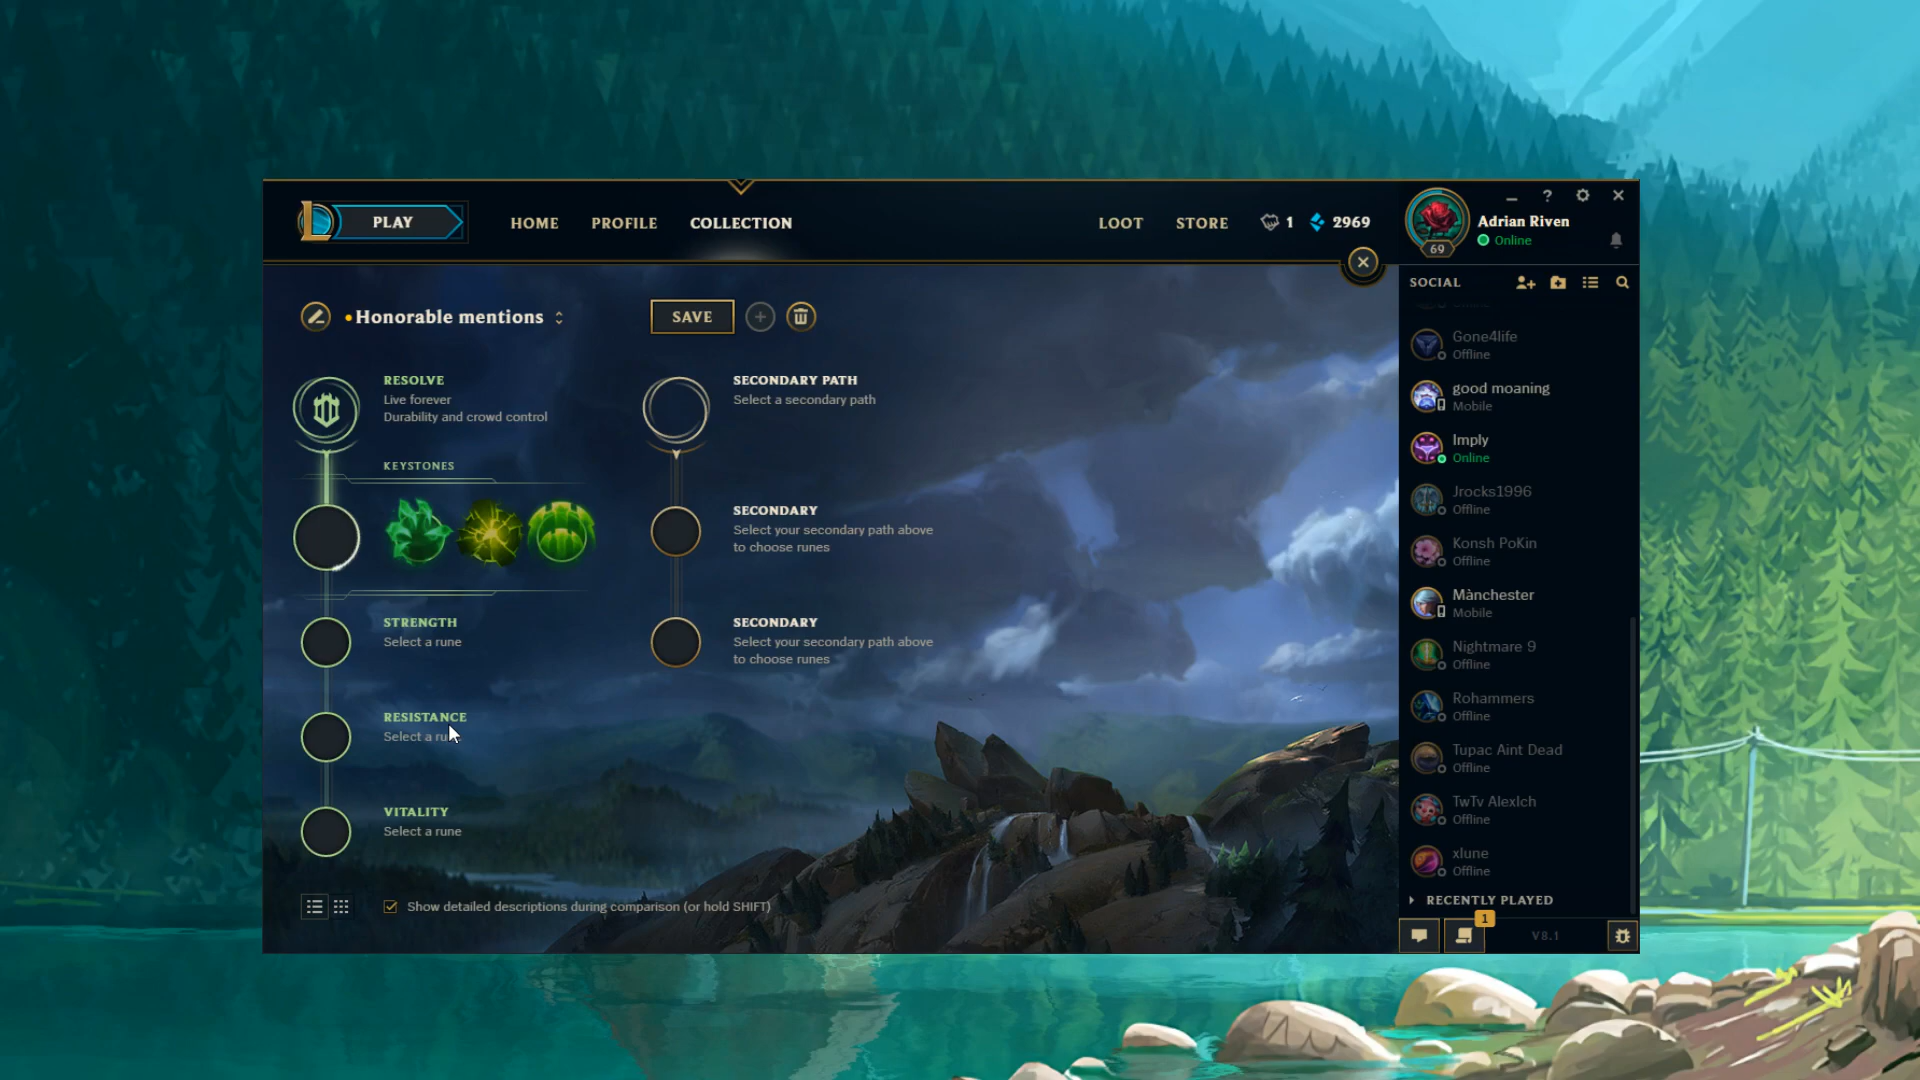 PLAY
HOME
PROFILE
COLLECTION
LOOT
STORE
1
2969
?
69
Adrian Riven
Online
Honorable mentions
SAVE
RESOLVE
Live forever
Durability and crowd control
KEYSTONES
STRENGTH
Select a rune
RESISTANCE
Select a
VITALITY
Select a rune
SECONDARY PATH
Select a secondary path
SECONDARY
Select your secondary path above
to choose runes
SECONDARY
Select your secondary path above
to choose runes
Show detailed descriptions during comparison (or hold SHIFT)
SOCIAL
Gone4life
Offline
good moaning
Mobile
Imply
Online
Jrocks1996
Offline
Konsh PoKin
Offline
Mànchester
Mobile
Nightmare 9
Offline
Rohammers
Offline
Tupac Aint Dead
Offline
TwTv Alexlch
Offline
xlune
Offline
RECENTLY PLAYED
1
V8.1